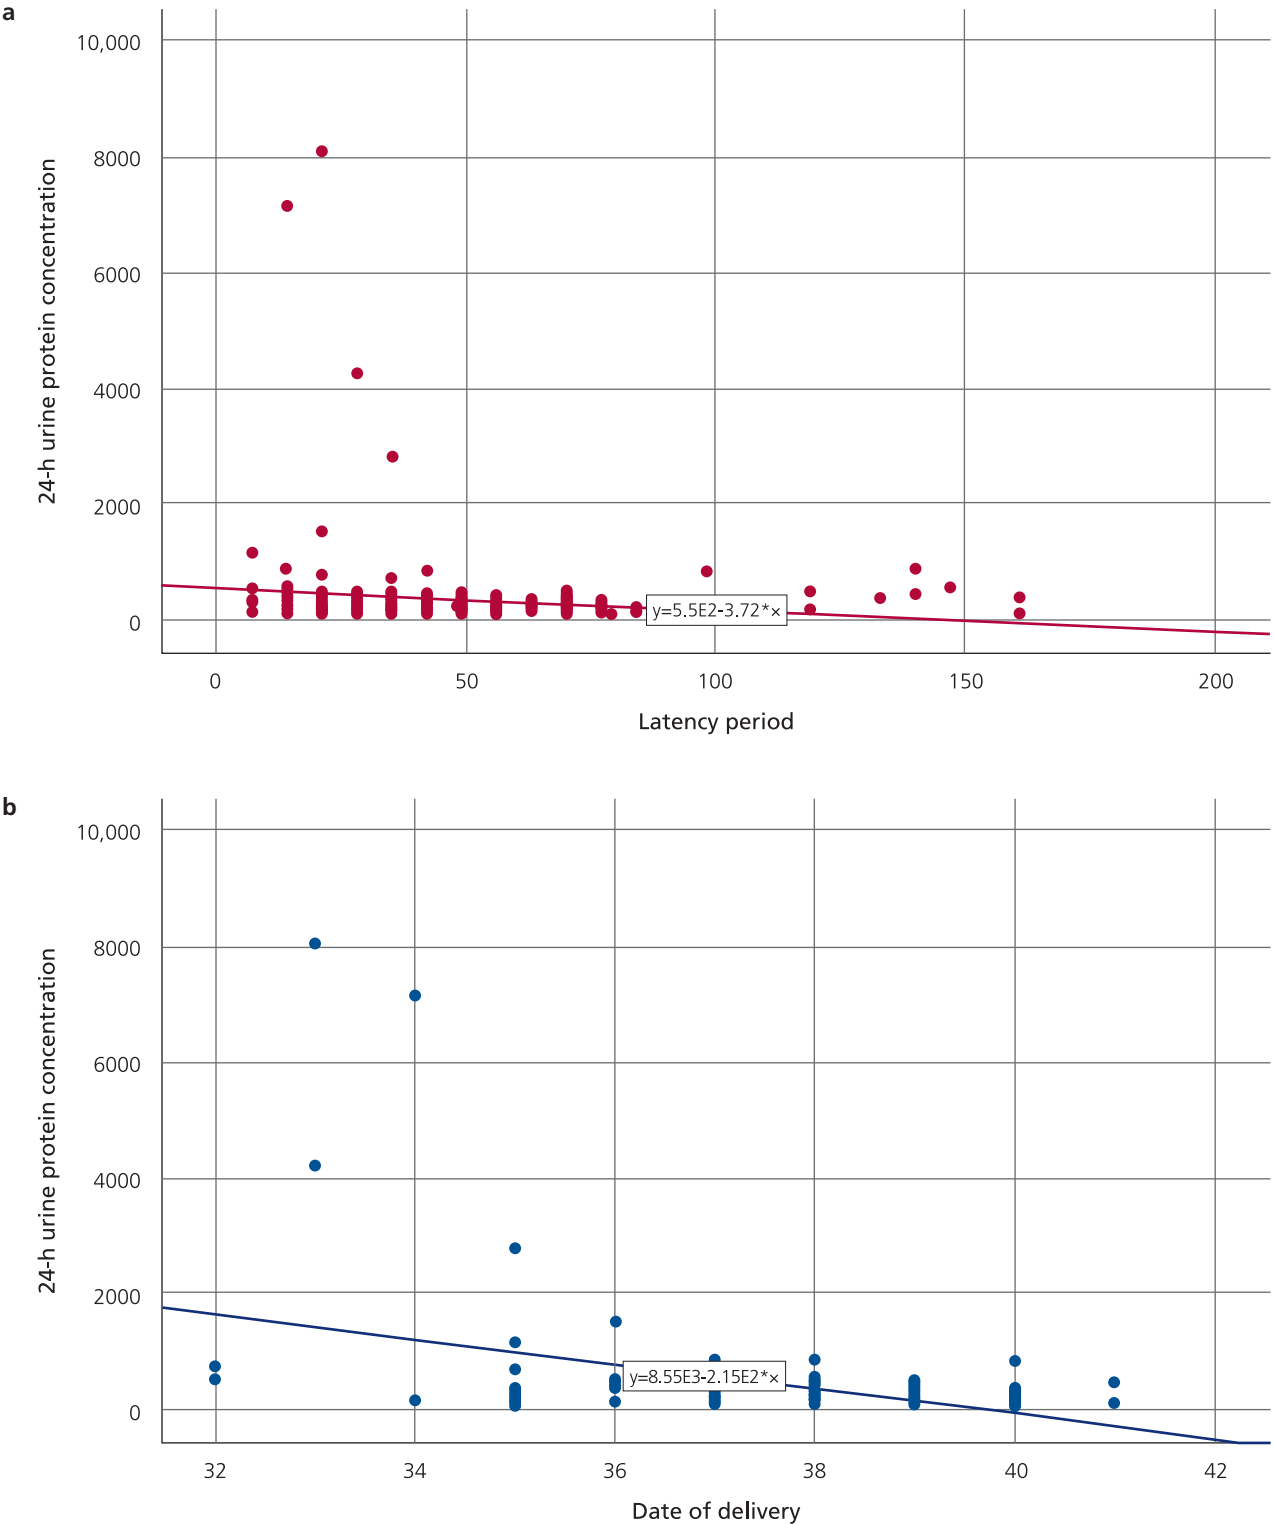 a
10,000
8000
6000
4000
2000
0
24-h urine protein concentration
y=5.5E2-3.72*×
0 50 100 150 200
Latency period
b
10,000
8000
6000
4000
2000
0
24-h urine protein concentration
y=8.55E3-2.15E2*×
32 34 36 38 40 42
Date of delivery